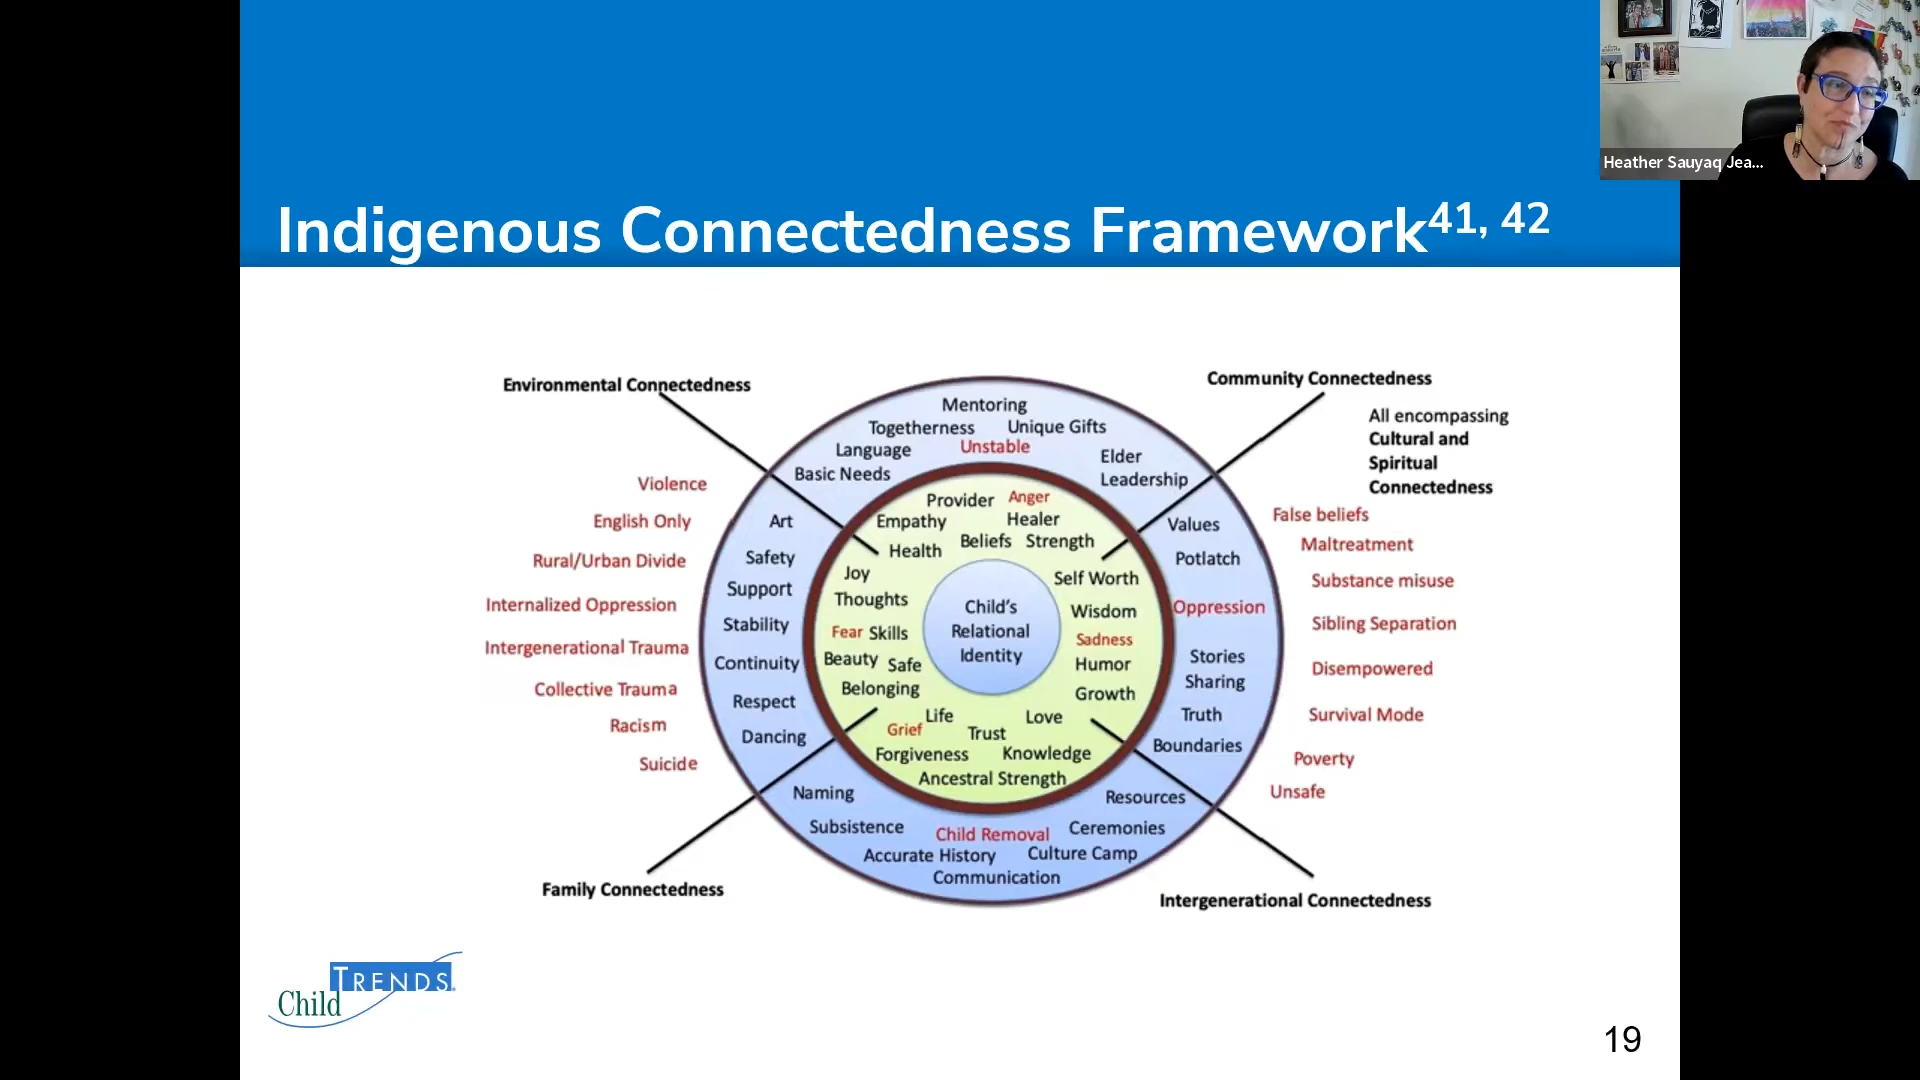 Heather Sauyaq Jea...
Indigenous Connectedness Framework41, 42
Environmental Connectedness
Community Connectedness
All encompassing
Cultural and
Spiritual
Connectedness
Violence
English Only
Rural/Urban Divide
Internalized Oppression
Intergenerational Trauma
Collective Trauma
Racism
Suicide
Mentoring
Togetherness Unique Gifts
Language Unstable
Basic Needs
Elder
Leadership
Art
Safety
Support
Stability
Continuity
Respect
Dancing
Provider Anger
Empathy Healer
Health Beliefs Strength
Joy
Thoughts
Fear Skills
Beauty Safe
Belonging
Child's
Relational
Identity
Self Worth
Wisdom
Sadness
Humor
Growth
Life Love
Grief Trust
Forgiveness Knowledge
Ancestral Strength
Values
Potlatch
Oppression
Stories
Sharing
Truth
Boundaries
False beliefs
Maltreatment
Substance misuse
Sibling Separation
Disempowered
Survival Mode
Poverty
Unsafe
Naming Resources
Subsistence Child Removal Ceremonies
Accurate History Culture Camp
Communication
Family Connectedness
Intergenerational Connectedness
Child TRENDS
19